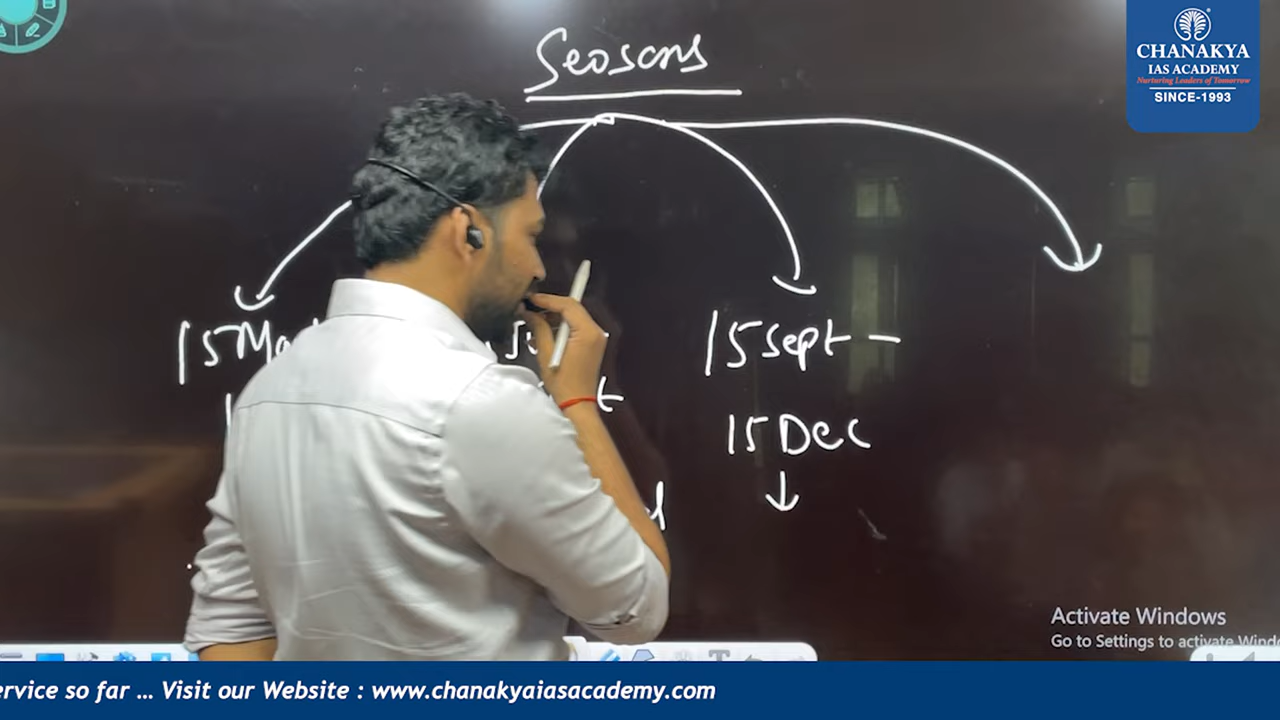 Seasons
CHANAKYA
IAS ACADEMY
Nurturing Leaders of Tomorrow
SINCE-1993
15 Sept -
15 Dec
Activate Windows
Go to Settings to activate
ervice so far ... Visit our Website : www.chanakyaiasacademy.com